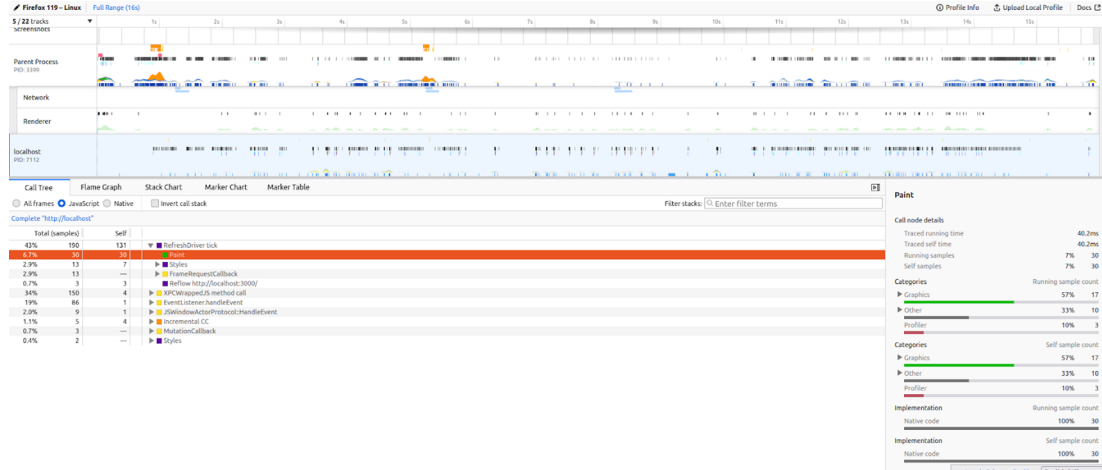 Firefox 119 – Linux Full Range (16s) Profile Info Upload Local Profile Docs
5 / 22 tracks 1s 2s 3s 4s 5s 6s 7s 8s 9s 10s 11s 12s 13s 14s 15s
Screenshots
Parent Process
PID: 3399
Network
Renderer
localhost
PID: 7112
Call Tree Flame Graph Stack Chart Marker Chart Marker Table
All frames JavaScript Native Invert call stack Filter stacks: Enter filter terms
Complete "http://localhost"
Total (samples) Self
43% 190 131 RefreshDriver tick
6.7% 30 30 Paint
2.9% 13 7 Styles
2.9% 13 — FrameRequestCallback
0.7% 3 3 Reflow http://localhost:3000/
34% 150 4 XPCWrappedJS method call
19% 86 1 EventListener.handleEvent
2.0% 9 1 JSWindowActorProtocol::HandleEvent
1.1% 5 4 Incremental CC
0.7% 3 — MutationCallback
0.4% 2 — Styles
Paint
Call node details
Traced running time 40.2ms
Traced self time 40.2ms
Running samples 7% 30
Self samples 7% 30
Categories Running sample count
Graphics 57% 17
Other 33% 10
Profiler 10% 3
Categories Self sample count
Graphics 57% 17
Other 33% 10
Profiler 10% 3
Implementation Running sample count
Native code 100% 30
Implementation Self sample count
Native code 100% 30